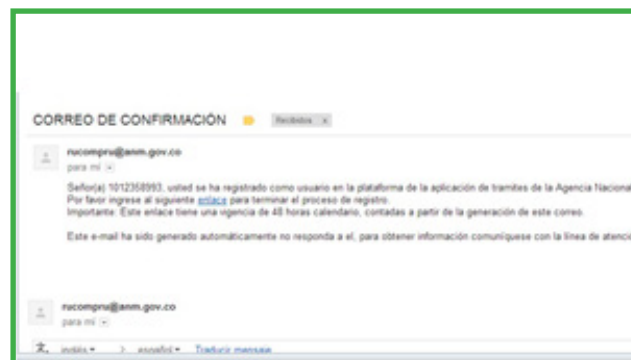 CORREO DE CONFIRMACIÓN Recibidos x
rucompru@anm.gov.co
para mí
Señor(a) 1012358993, usted se ha registrado como usuario en la plataforma de la aplicación de tramites de la Agencia Nacional
Por favor ingrese al siguiente enlace para terminar el proceso de registro.
Importante: Este enlace tiene una vigencia de 48 horas calendario, contadas a partir de la generación de este correo.
Este e-mail ha sido generado automáticamente no responda a el, para obtener información comuníquese con la línea de atenció
rucompru@anm.gov.co
para mí
inglés > español Traducir mensaje